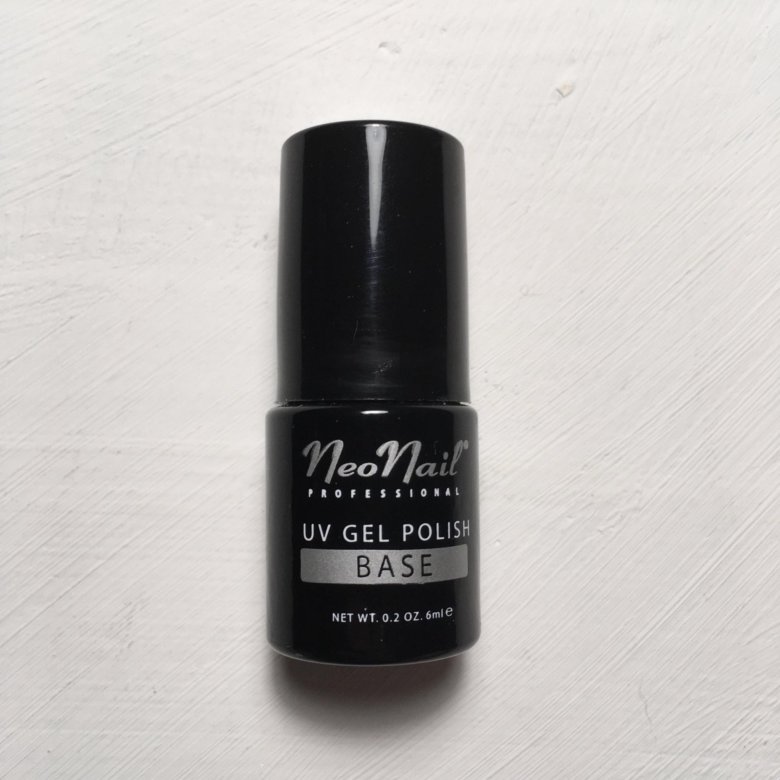 NeoNail®
PROFESSIONAL
UV GEL POLISH
BASE
NET WT. 0.2 OZ. 6ml ℮